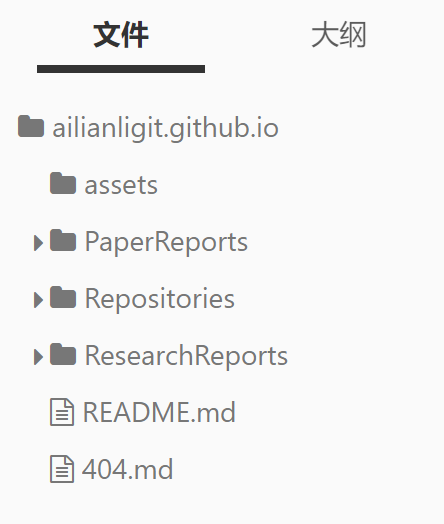 文件 大纲
ailianligit.github.io
assets
PaperReports
Repositories
ResearchReports
README.md
404.md